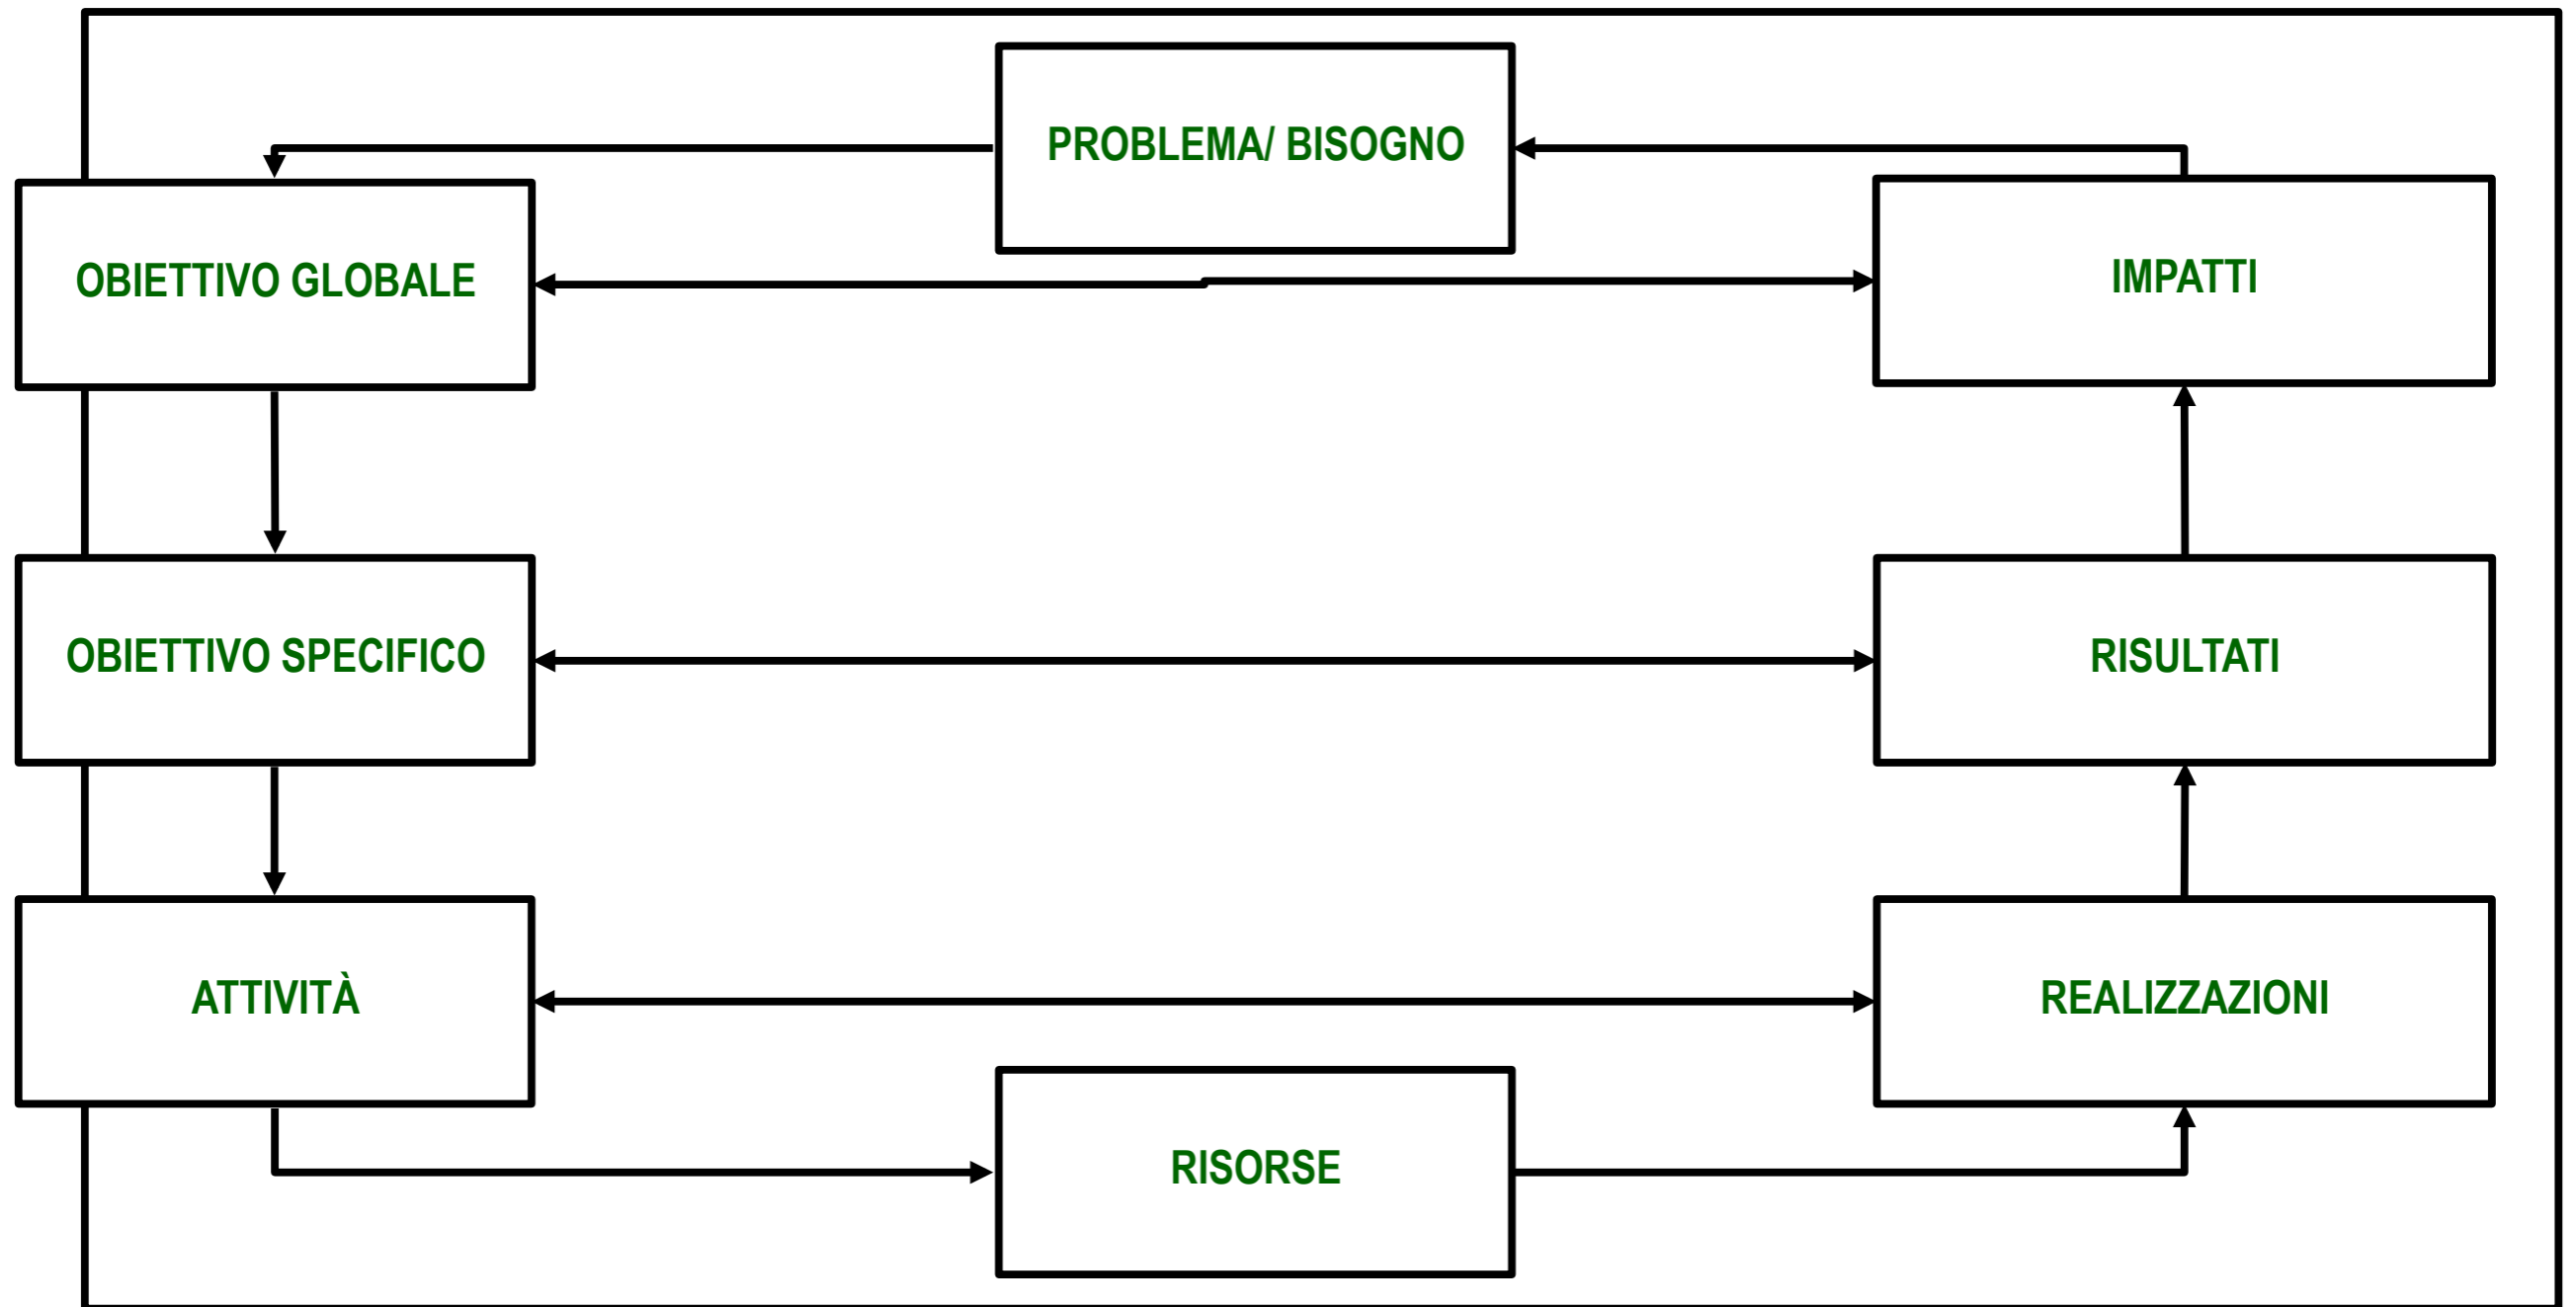 PROBLEMA/ BISOGNO
OBIETTIVO GLOBALE
IMPATTI
OBIETTIVO SPECIFICO
RISULTATI
ATTIVITÀ
REALIZZAZIONI
RISORSE